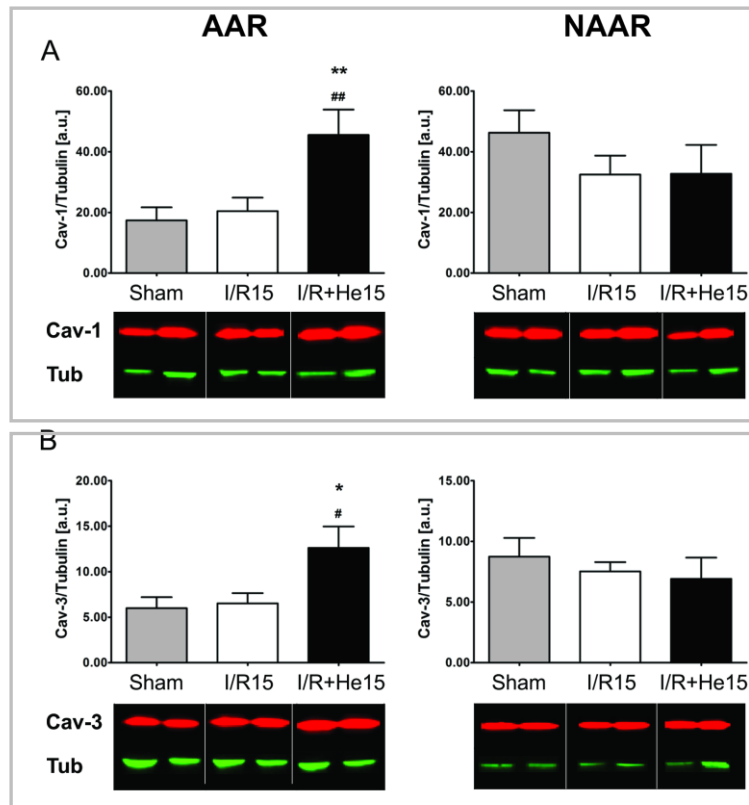 AAR NAAR
A
**
##
60.00
40.00
20.00
0.00
Cav-1/Tubulin [a.u.]
Sham I/R15 I/R+He15
60.00
40.00
20.00
0.00
Cav-1/Tubulin [a.u.]
Sham I/R15 I/R+He15
Cav-1
Tub
B
*
#
20.00
15.00
10.00
5.00
0.00
Cav-3/Tubulin [a.u.]
Sham I/R15 I/R+He15
15.00
10.00
5.00
0.00
Cav-3/Tubulin [a.u.]
Sham I/R15 I/R+He15
Cav-3
Tub